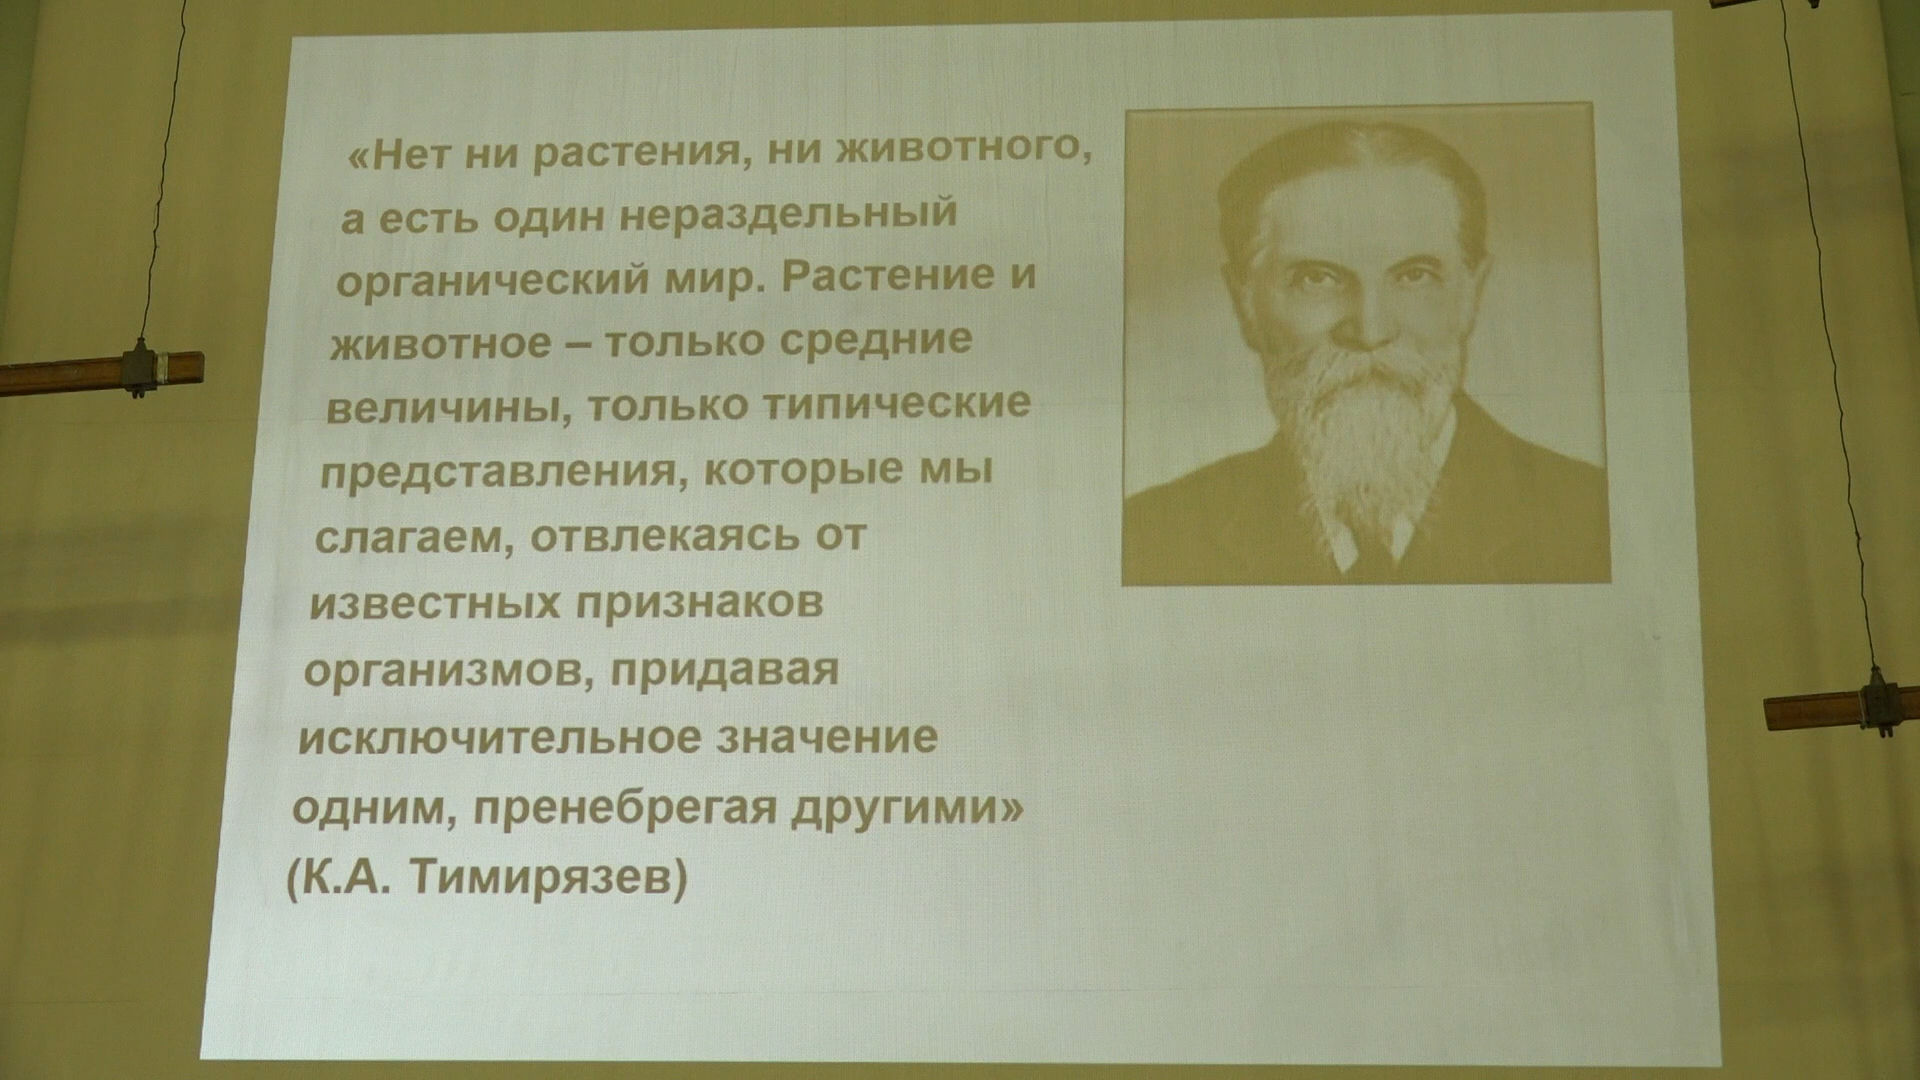 «Нет ни растения, ни животного,
а есть один нераздельный
органический мир. Растение и
животное – только средние
величины, только типические
представления, которые мы
слагаем, отвлекаясь от
известных признаков
организмов, придавая
исключительное значение
одним, пренебрегая другими»
(К.А. Тимирязев)